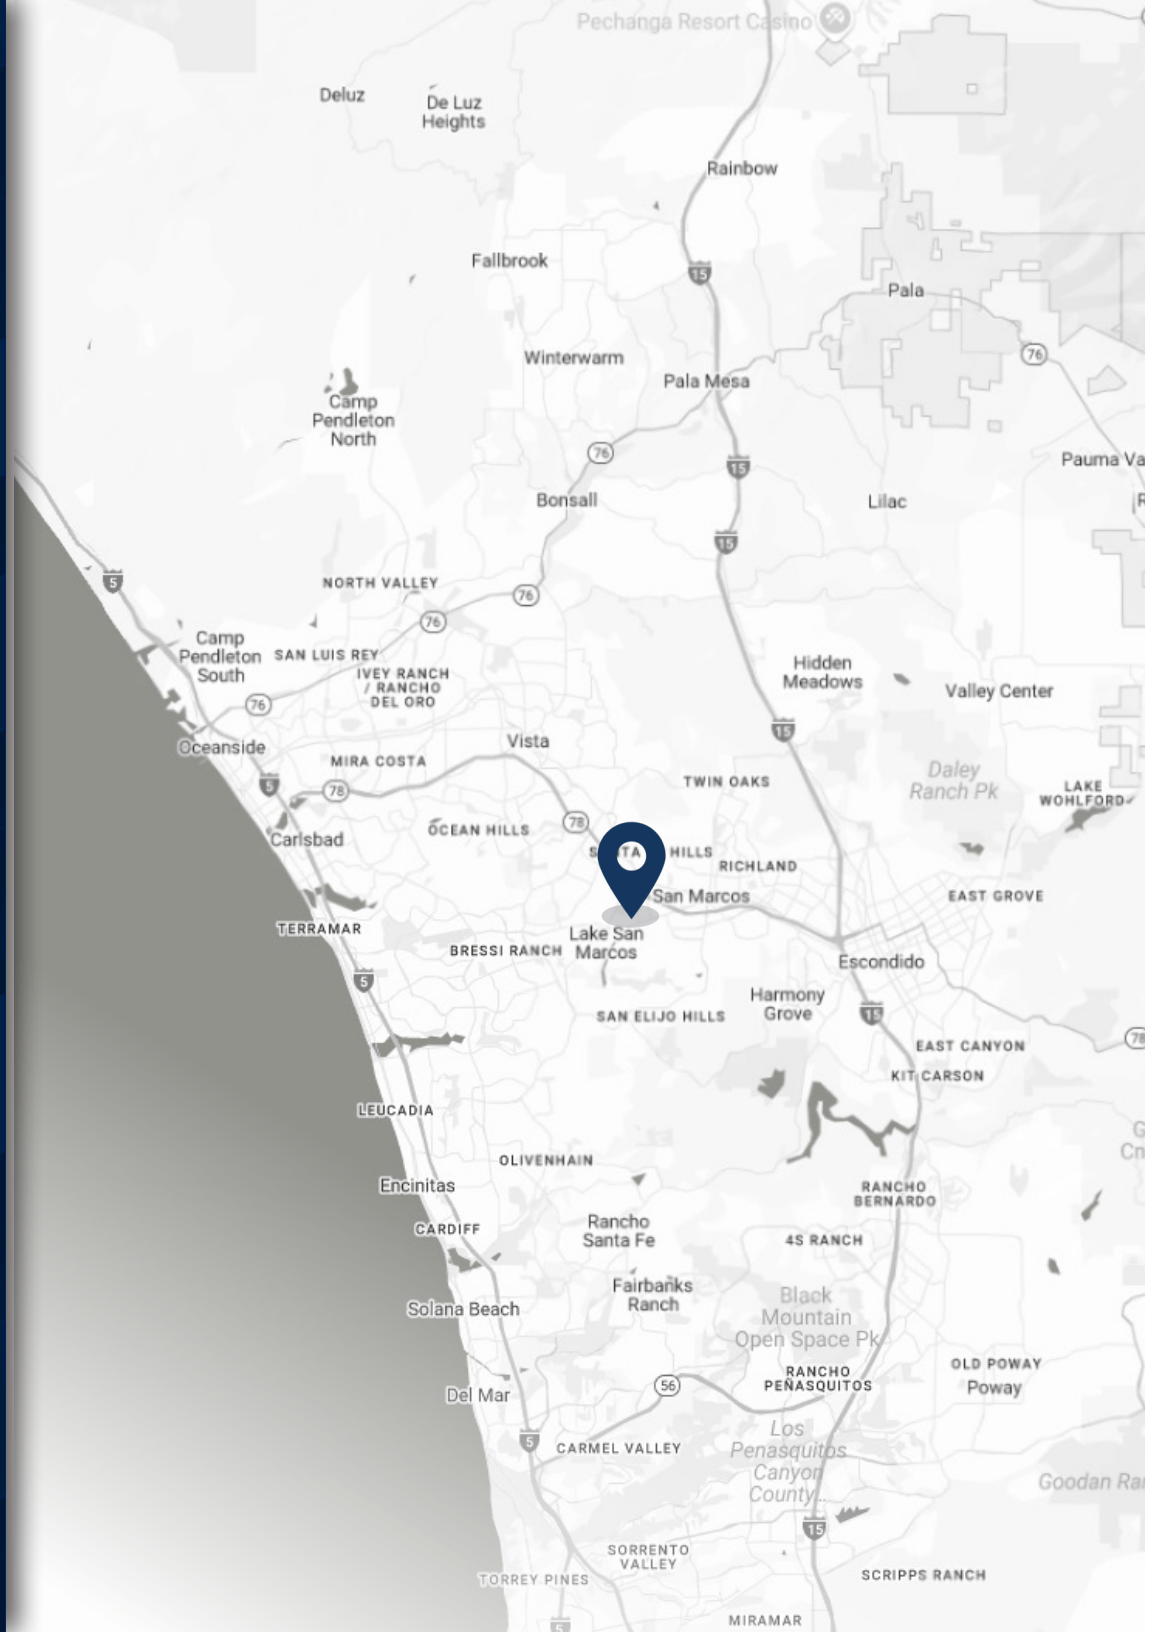 Pechanga Resort Casino
Deluz
De Luz
Heights
Rainbow
Fallbrook
15
Pala
Winterwarm
76
Pala Mesa
Camp
Pendleton
North
76
15
Pauma Va
Bonsall
Lilac
R
15
5
NORTH VALLEY
76
76
Camp
Pendleton
South
SAN LUIS REY
IVEY RANCH
/ RANCHO
DEL ORO
Hidden
Meadows
Valley Center
76
15
Oceanside
Vista
MIRA COSTA
TWIN OAKS
Daley
Ranch Pk
LAKE
WOHLFORD
5
78
78
OCEAN HILLS
Carlsbad
HILLS
RICHLAND
San Marcos
EAST GROVE
TERRAMAR
Lake San
Marcos
BRESSI RANCH
Escondido
5
Harmony
Grove
SAN ELIJO HILLS
15
78
EAST CANYON
KIT CARSON
LEUCADIA
G
Cn
OLIVENHAIN
Encinitas
RANCHO
BERNARDO
CARDIFF
Rancho
Santa Fe
4S RANCH
Fairbanks
Ranch
Solana Beach
Black
Mountain
Open Space Pk
RANCHO
PEÑASQUITOS
OLD POWAY
Poway
56
Del Mar
5
CARMEL VALLEY
Los
Penasquitos
Canyon
County...
Goodan Ra
15
SORRENTO
VALLEY
TORREY PINES
SCRIPPS RANCH
MIRAMAR
5